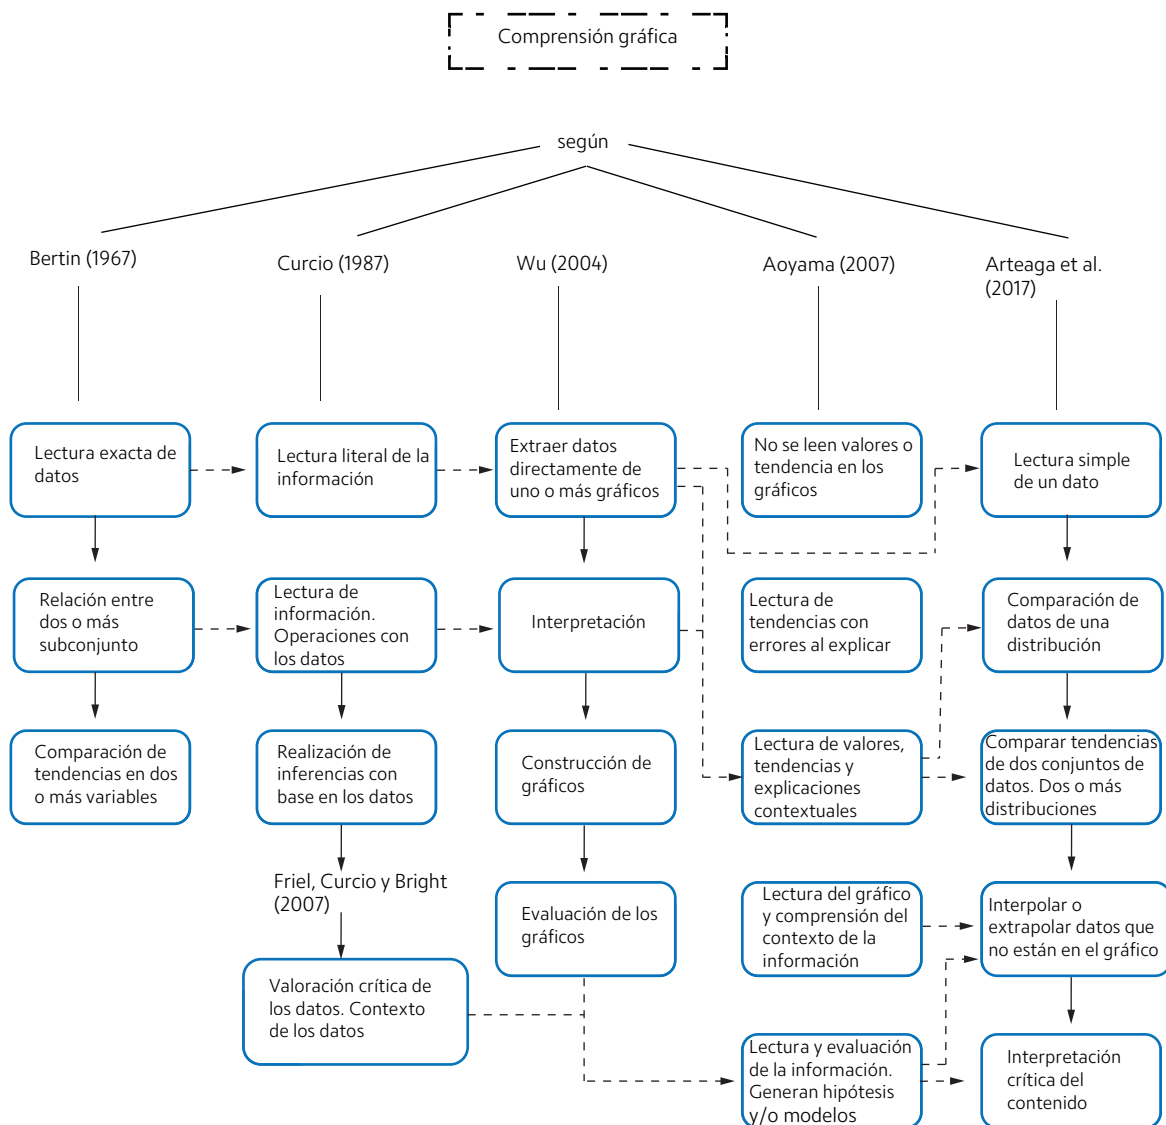 Comprensión gráfica
según
Bertin (1967)
Curcio (1987)
Wu (2004)
Aoyama (2007)
Arteaga et al.
(2017)
Lectura exacta de
datos
Lectura literal de la
información
Extraer datos
directamente de
uno o más gráficos
No se leen valores o
tendencia en los
gráficos
Lectura simple
de un dato
Relación entre
dos o más
subconjunto
Lectura de
información.
Operaciones con
los datos
Interpretación
Lectura de
tendencias con
errores al explicar
Comparación de
datos de una
distribución
Comparación de
tendencias en dos
o más variables
Realización de
inferencias con
base en los datos
Construcción de
gráficos
Lectura de valores,
tendencias y
explicaciones
contextuales
Comparar tendencias
de dos conjuntos de
datos. Dos o más
distribuciones
Friel, Curcio y Bright
(2007)
Evaluación de los
gráficos
Lectura del gráfico
y comprensión del
contexto de la
información
Interpolar o
extrapolar datos que
no están en el gráfico
Valoración crítica de
los datos. Contexto
de los datos
Lectura y evaluación
de la información.
Generan hipótesis
y/o modelos
Interpretación
crítica del
contenido